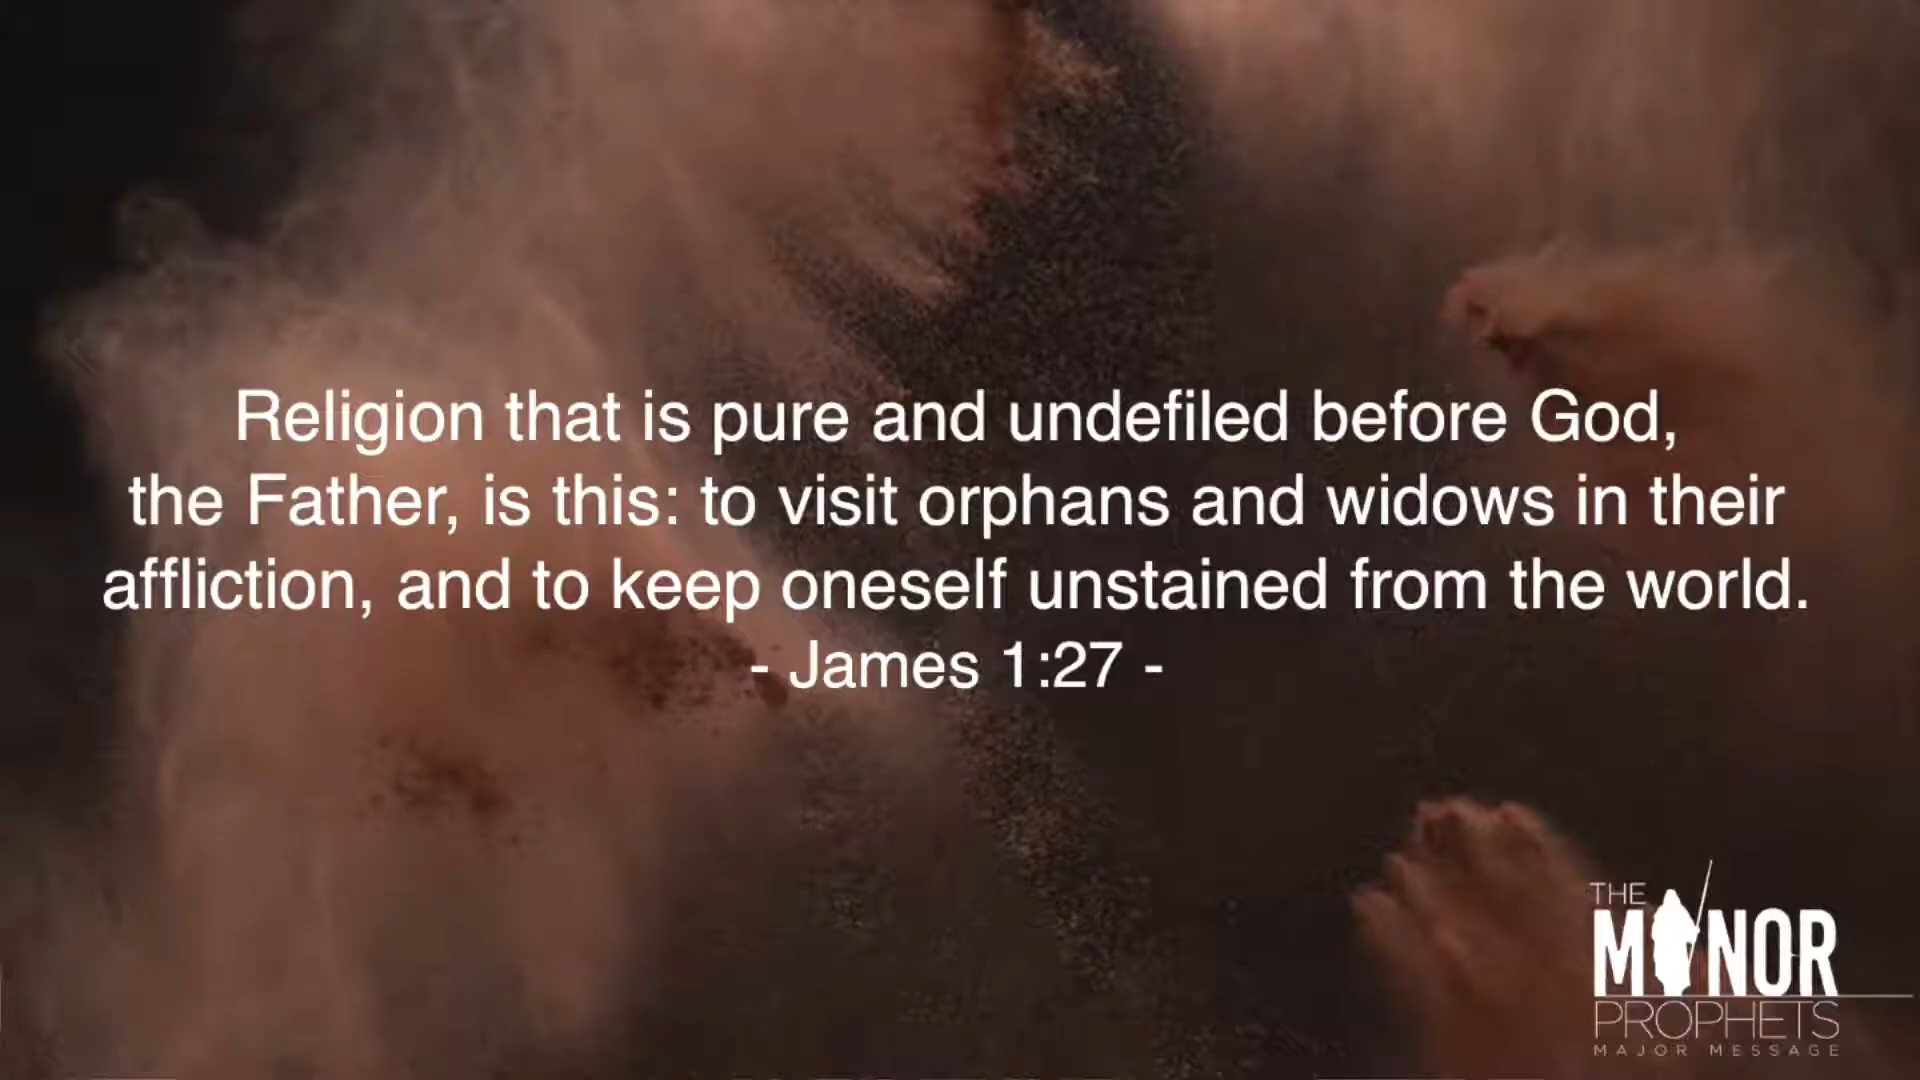 Religion that is pure and undefiled before God,
the Father, is this: to visit orphans and widows in their
affliction, and to keep oneself unstained from the world.
- James 1:27 -
THE
MINOR
PROPHETS
MAJOR MESSAGE